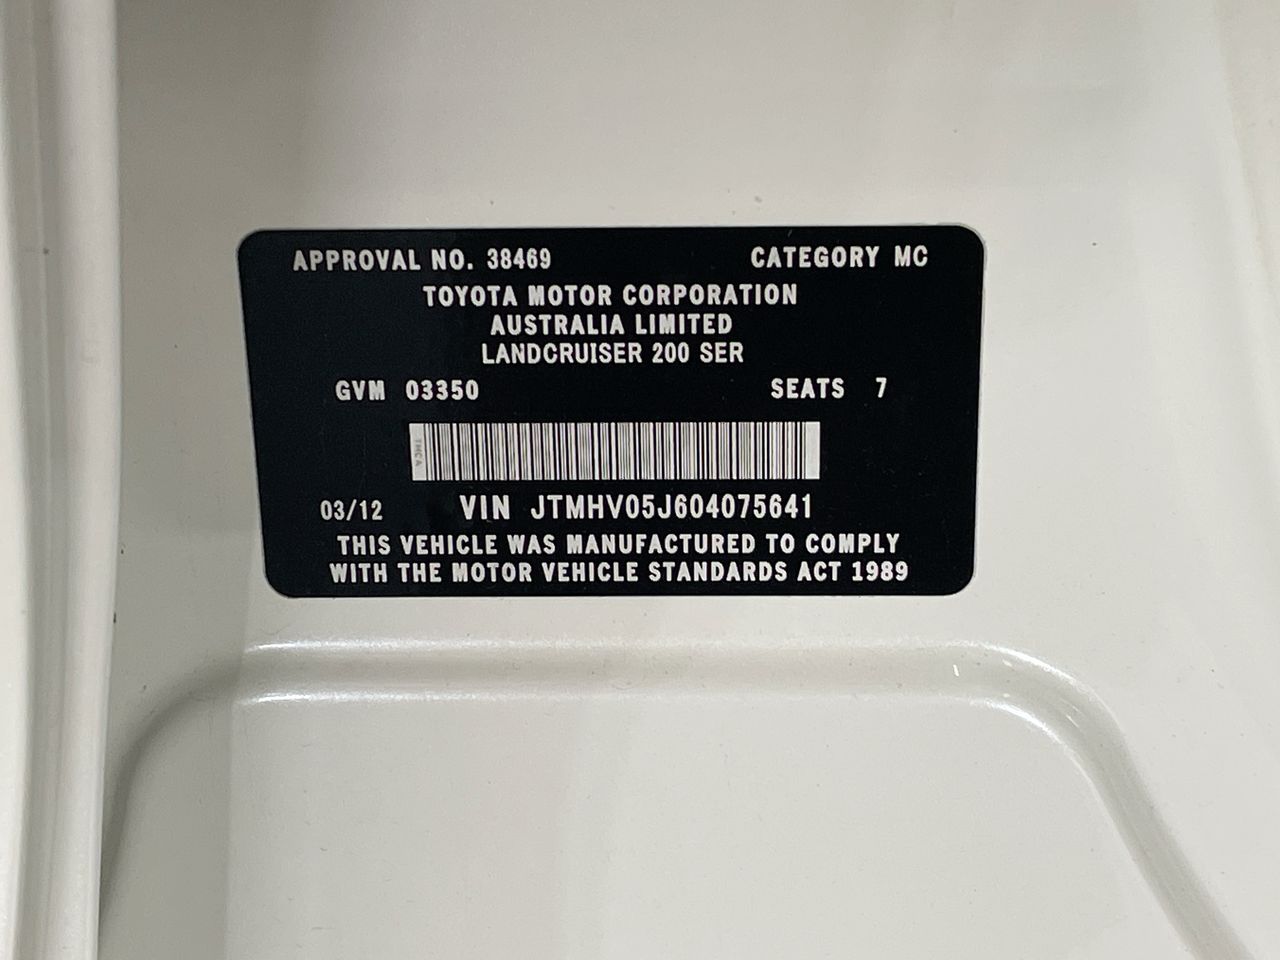 APPROVAL NO. 38469 CATEGORY MC
TOYOTA MOTOR CORPORATION
AUSTRALIA LIMITED
LANDCRUISER 200 SER
GVM 03350 SEATS 7
TMCA
03/12 VIN JTMHV05J604075641
THIS VEHICLE WAS MANUFACTURED TO COMPLY
WITH THE MOTOR VEHICLE STANDARDS ACT 1989